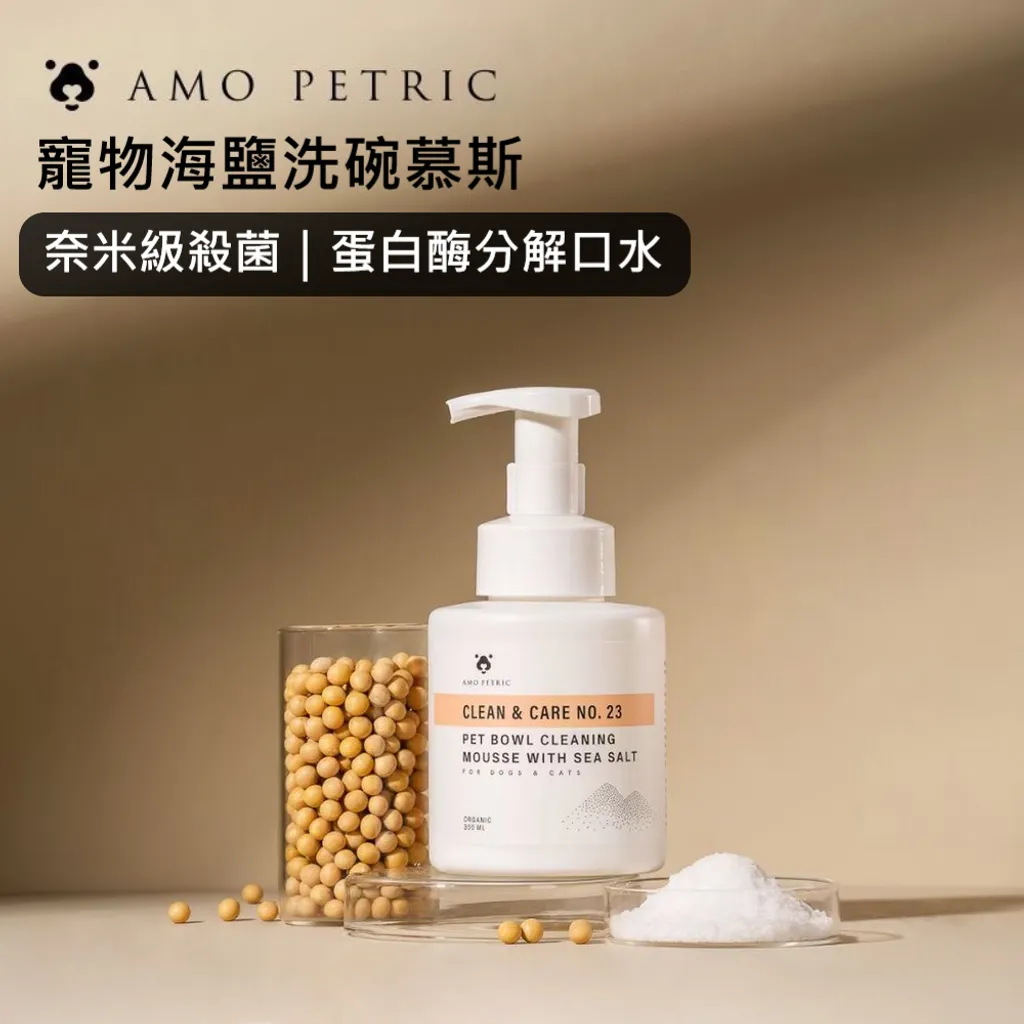 AMO PETRIC
寵物海鹽洗碗慕斯
奈米級殺菌 | 蛋白酶分解口水
AMO PETRIC
CLEAN & CARE NO. 23
PET BOWL CLEANING
MOUSSE WITH SEA SALT
FOR DOGS & CATS
ORGANIC
300 ML